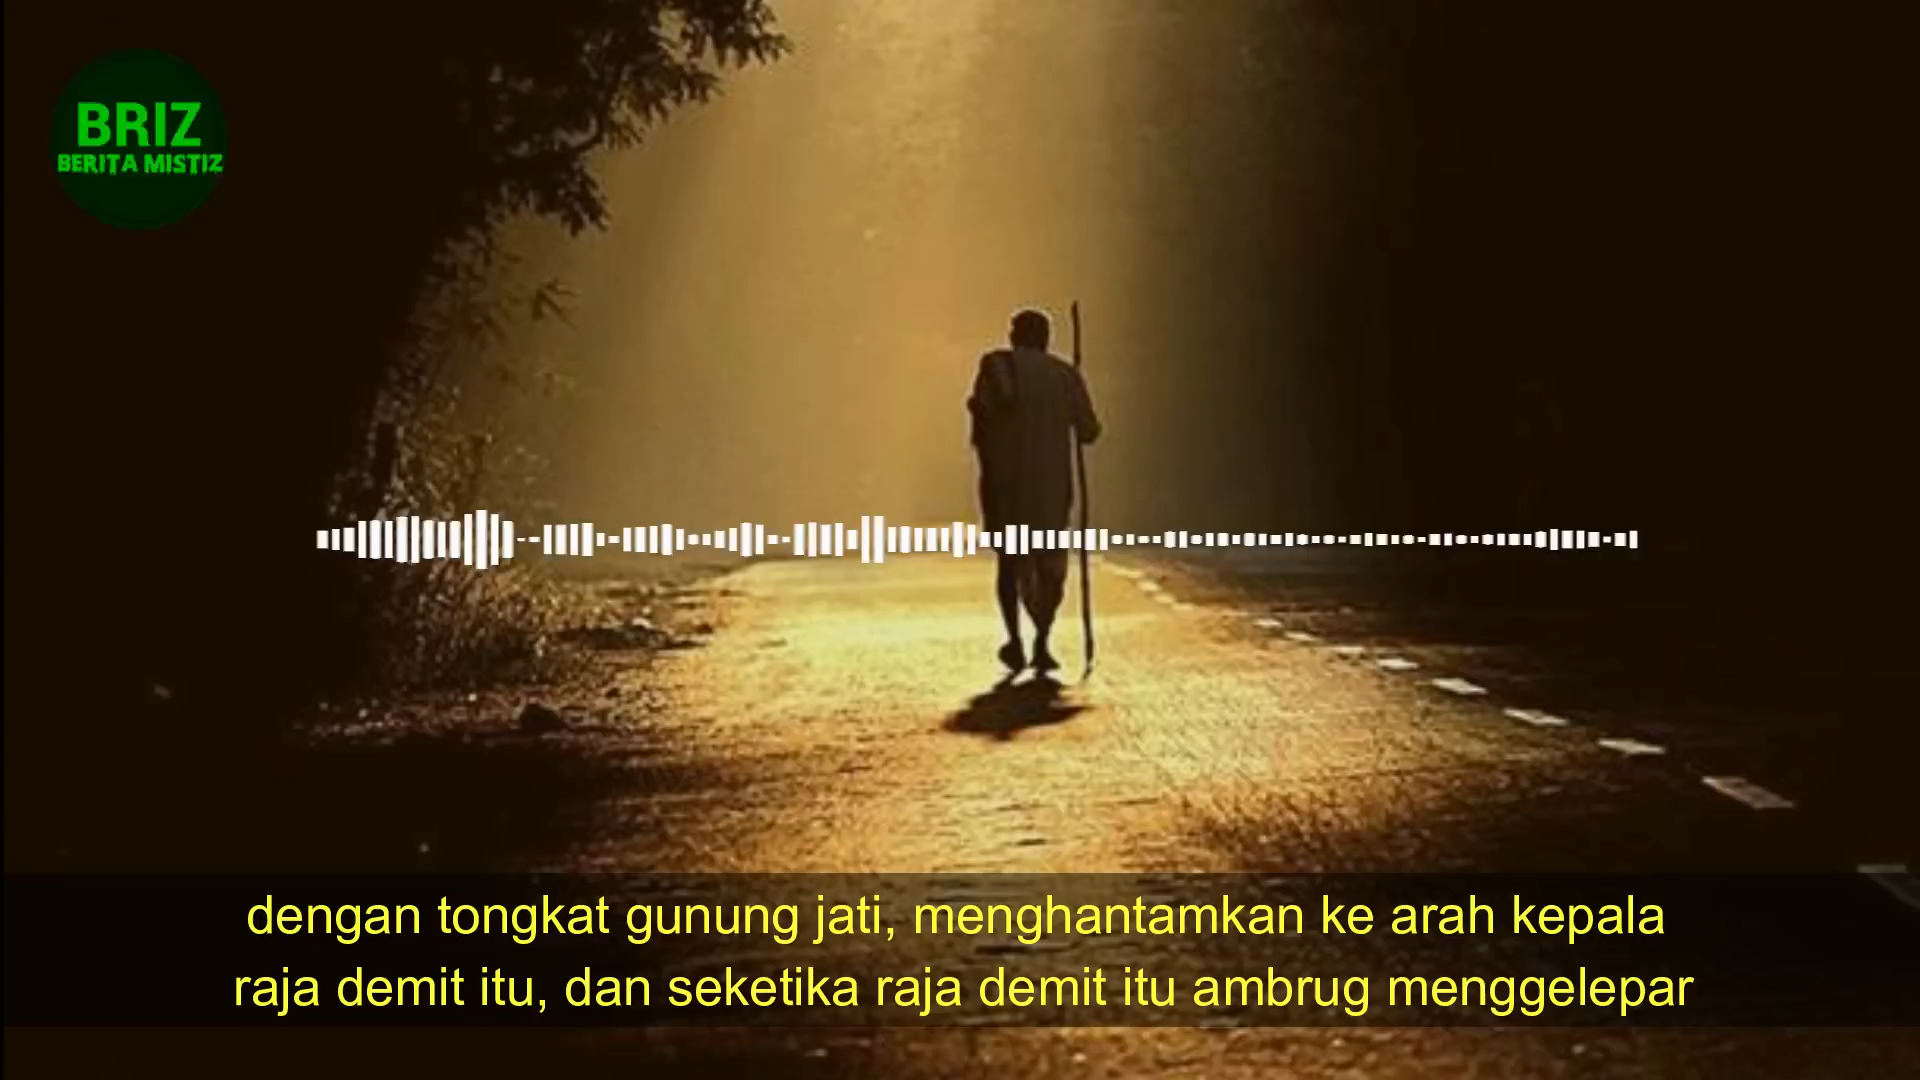 BRIZ
BERITA MISTIZ
dengan tongkat gunung jati, menghantamkan ke arah kepala
raja demit itu, dan seketika raja demit itu ambrug menggelepar